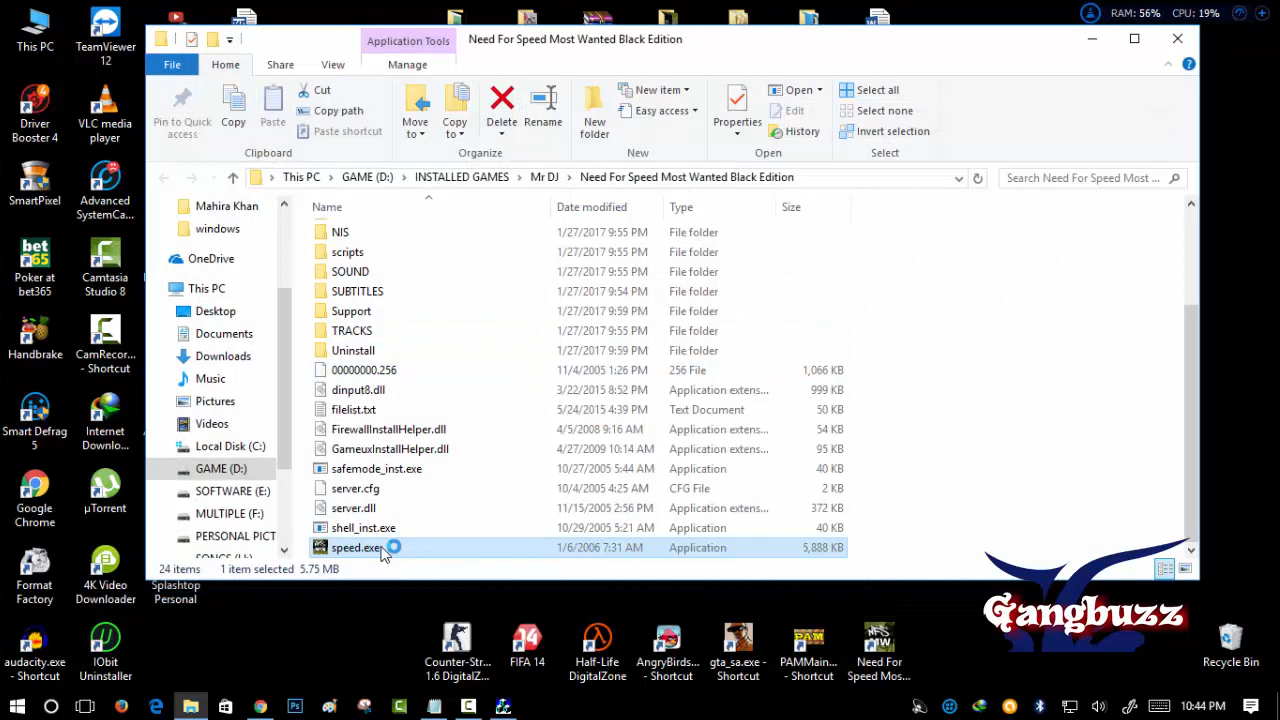 RAM: 56% CPU: 19%
Application Tools
Need For Speed Most Wanted Black Edition
File
Home
Share
View
Manage
Pin to Quick access
Copy
Paste
Cut
Copy path
Paste shortcut
Clipboard
Move to
Copy to
Delete
Rename
Organize
New folder
New item
Easy access
New
Properties
Open
Edit
History
Open
Select all
Select none
Invert selection
Select
This PC > GAME (D:) > INSTALLED GAMES > Mr DJ > Need For Speed Most Wanted Black Edition
Search Need For Speed Most ...
Mahira Khan
windows
OneDrive
This PC
Desktop
Documents
Downloads
Music
Pictures
Videos
Local Disk (C:)
GAME (D:)
SOFTWARE (E:)
MULTIPLE (F:)
PERSONAL PICT
Name Date modified Type Size
NIS 1/27/2017 9:55 PM File folder
scripts 1/27/2017 9:55 PM File folder
SOUND 1/27/2017 9:55 PM File folder
SUBTITLES 1/27/2017 9:54 PM File folder
Support 1/27/2017 9:59 PM File folder
TRACKS 1/27/2017 9:55 PM File folder
Uninstall 1/27/2017 9:59 PM File folder
00000000.256 11/4/2005 1:26 PM 256 File 1,066 KB
dinput8.dll 3/22/2015 8:52 PM Application extens... 999 KB
filelist.txt 5/24/2015 4:39 PM Text Document 50 KB
FirewallInstallHelper.dll 4/5/2008 9:16 AM Application extens... 54 KB
GameuxInstallHelper.dll 4/27/2009 10:14 AM Application extens... 95 KB
safemode_inst.exe 10/27/2005 5:44 AM Application 40 KB
server.cfg 10/4/2005 4:25 AM CFG File 2 KB
server.dll 11/15/2005 2:56 PM Application extens... 372 KB
shell_inst.exe 10/29/2005 5:21 AM Application 40 KB
speed.exe 1/6/2006 7:31 AM Application 5,888 KB
24 items 1 item selected 5.75 MB
This PC
TeamViewer 12
Driver Booster 4
VLC media player
SmartPixel
Advanced SystemCa...
bet365
Poker at bet365
Camtasia Studio 8
Handbrake
CamRecor... - Shortcut
Smart Defrag 5
Internet Downlo...
Google Chrome
µTorrent
Format Factory
4K Video Downloader
Splashtop Personal
audacity.exe - Shortcut
IObit Uninstaller
Counter-Str... 1.6 DigitalZ...
FIFA 14
Half-Life DigitalZone
AngryBirds... - Shortcut
gta_sa.exe - Shortcut
PAMMain... - Shortcut
Need For Speed Mos...
Recycle Bin
Gangbuzz
10:44 PM